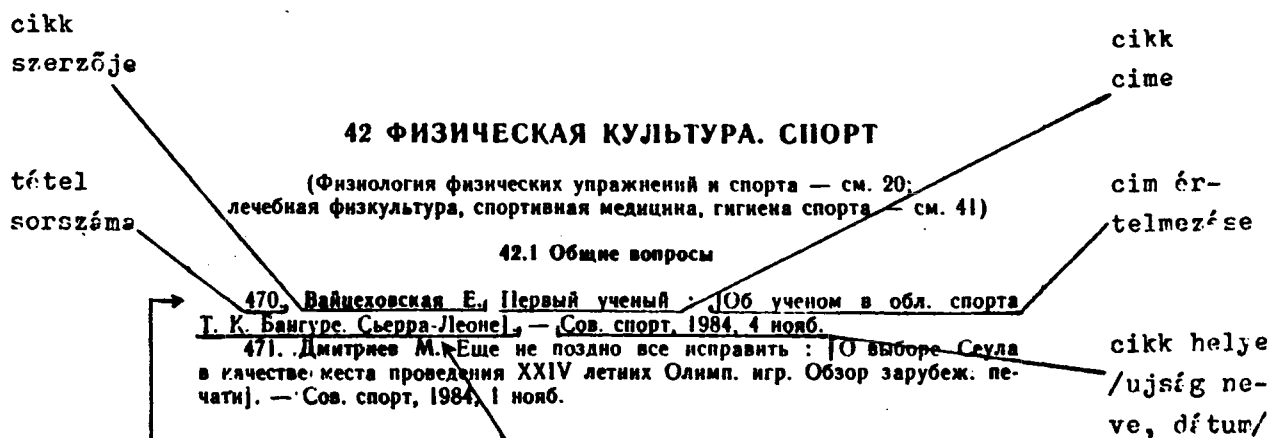 cikk
szerzője
cikk
cime
42 ФИЗИЧЕСКАЯ КУЛЬТУРА. СПОРТ
tétel
sorszáma
(Физиология физических упражнений и спорта — см. 20;
лечебная физкультура, спортивная медицина, гигиена спорта — см. 41)
cim ér-
telmezése
42.1 Общие вопросы
470. Вайцеховская Е. Первый ученый : [Об ученом в обл. спорта
Т. К. Бангуре. Сьерра-Леоне]. — Сов. спорт, 1984, 4 нояб.
471. Дмитриев М. Еще не поздно все исправить : [О выборе Сеула
в качестве места проведения XXIV летних Олимп. игр. Обзор зарубеж. пе-
чати]. — Сов. спорт, 1984, 1 нояб.
cikk helye
/ujság ne-
ve, dátum/